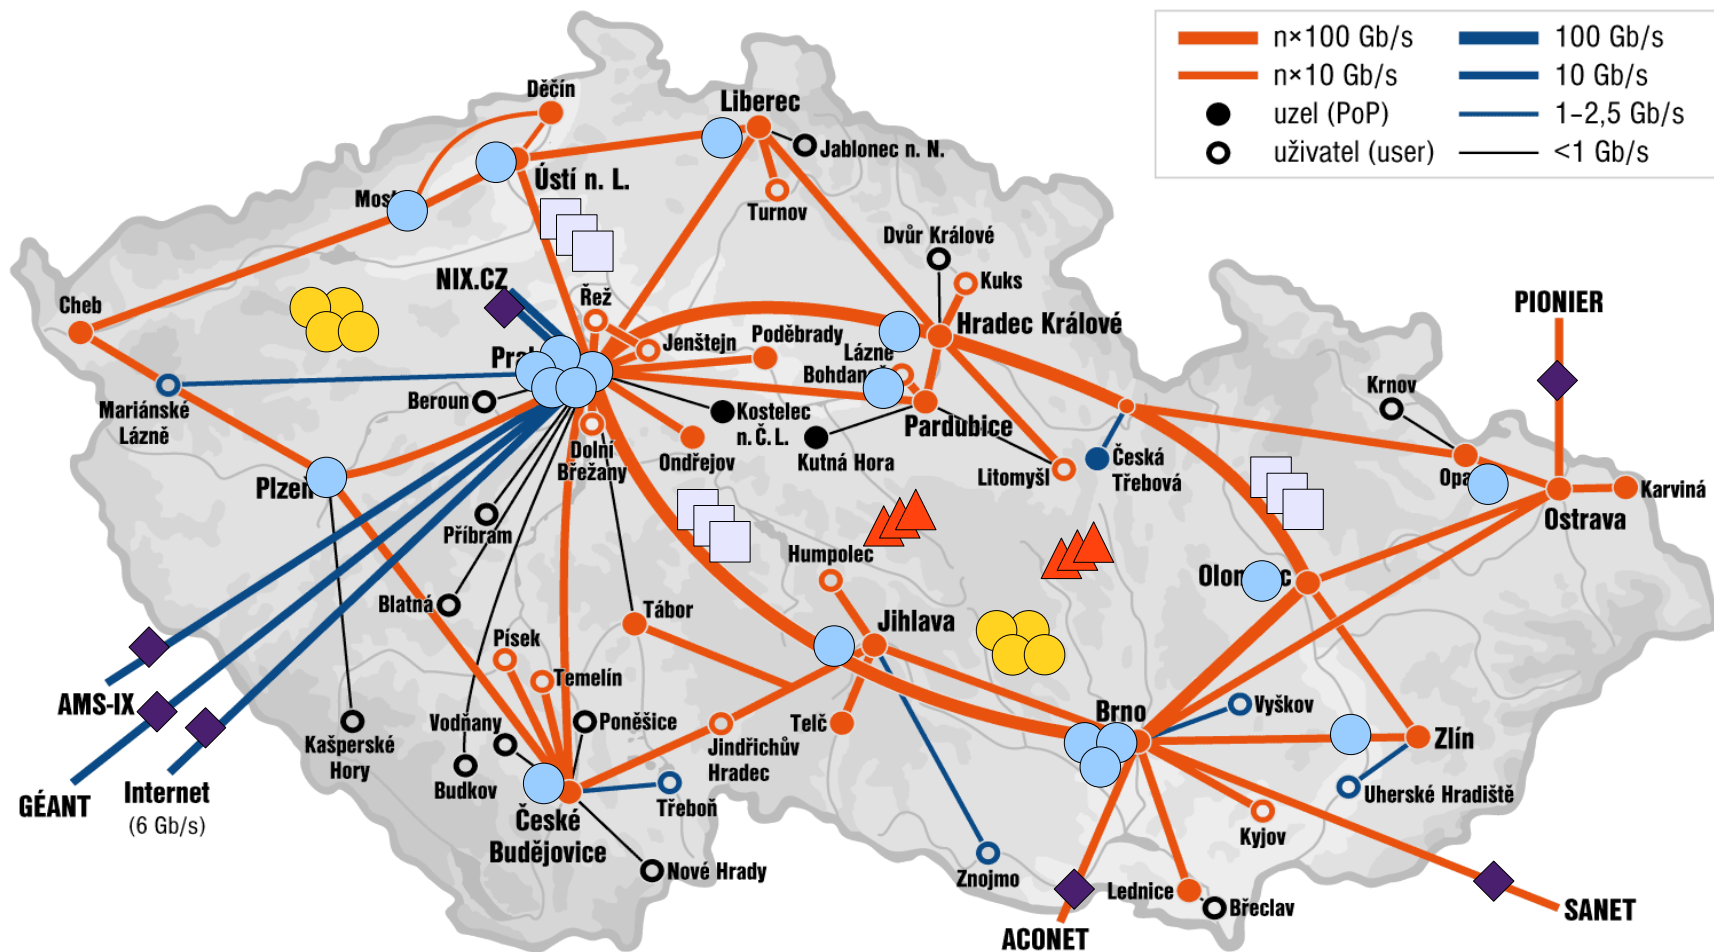 n×100 Gb/s
100 Gb/s
n×10 Gb/s
10 Gb/s
uzel (PoP)
1–2,5 Gb/s
uživatel (user)
<1 Gb/s
Děčín
Liberec
Jablonec n. N.
Ústí n. L.
Turnov
Dvůr Králové
Kuks
NIX.CZ
Řež
Cheb
PIONIER
Hradec Králové
Jenštejn
Poděbrady
Lázně
Krnov
Mariánské
Lázně
Beroun
Kostelec
n. Č. L.
Pardubice
Dolní
Břežany
Ondřejov
Kutná Hora
Litomyšl
Česká
Třebová
Karviná
Ostrava
Příbram
Humpolec
Blatná
Tábor
Jihlava
Písek
Temelín
AMS-IX
Vodňany
Poněšice
Telč
Brno
Vyškov
Zlín
Kašperské
Hory
Jindřichův
Hradec
GÉANT
Internet
(6 Gb/s)
Budkov
Třeboň
Uherské Hradiště
České
Budějovice
Kyjov
Nové Hrady
Znojmo
Lednice
Břeclav
SANET
ACONET